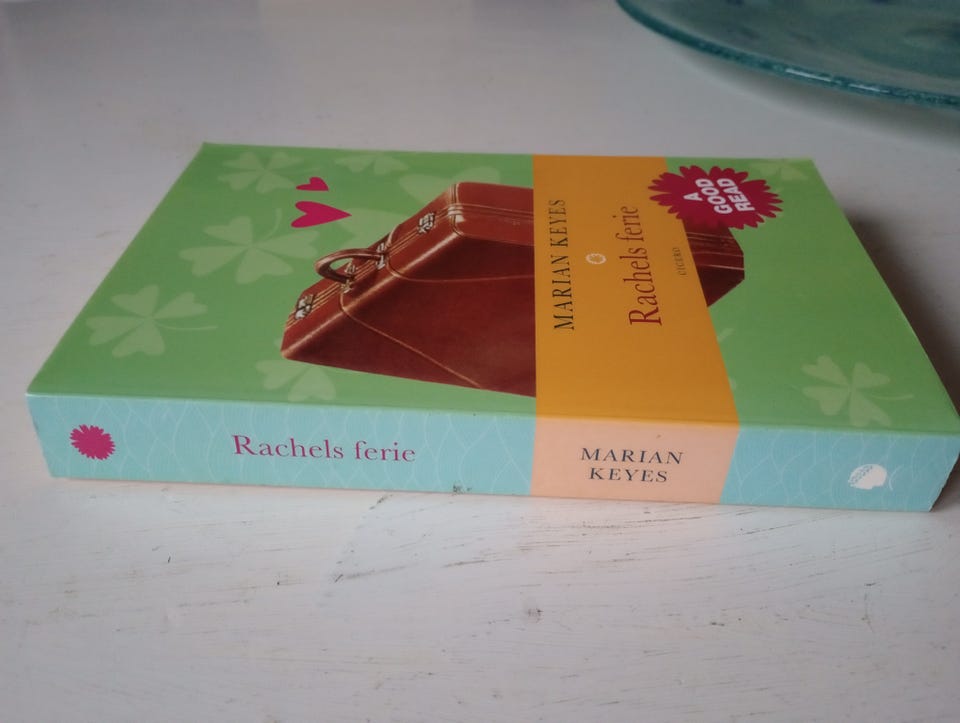 MARIAN KEYES
Rachels ferie
CICERO
A
GOOD
READ
Rachels ferie
MARIAN
KEYES